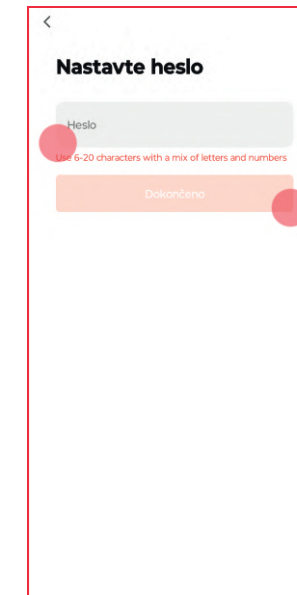 Nastavte heslo
Heslo
Use 6-20 characters with a mix of letters and numbers
Dokončeno